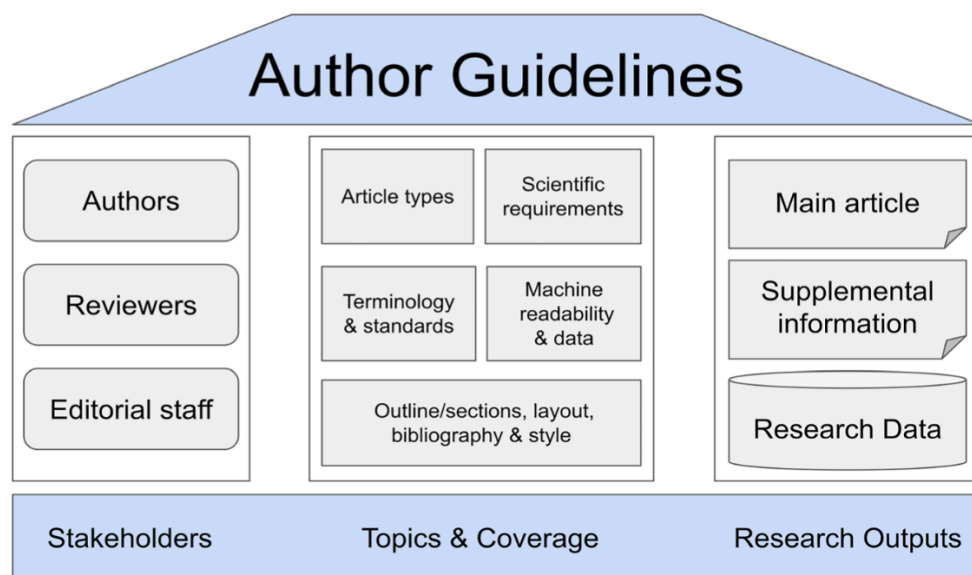 Author Guidelines
Authors
Reviewers
Editorial staff
Article types
Scientific
requirements
Terminology
& standards
Machine
readability
& data
Outline/sections, layout,
bibliography & style
Main article
Supplemental
information
Research Data
Stakeholders
Topics & Coverage
Research Outputs